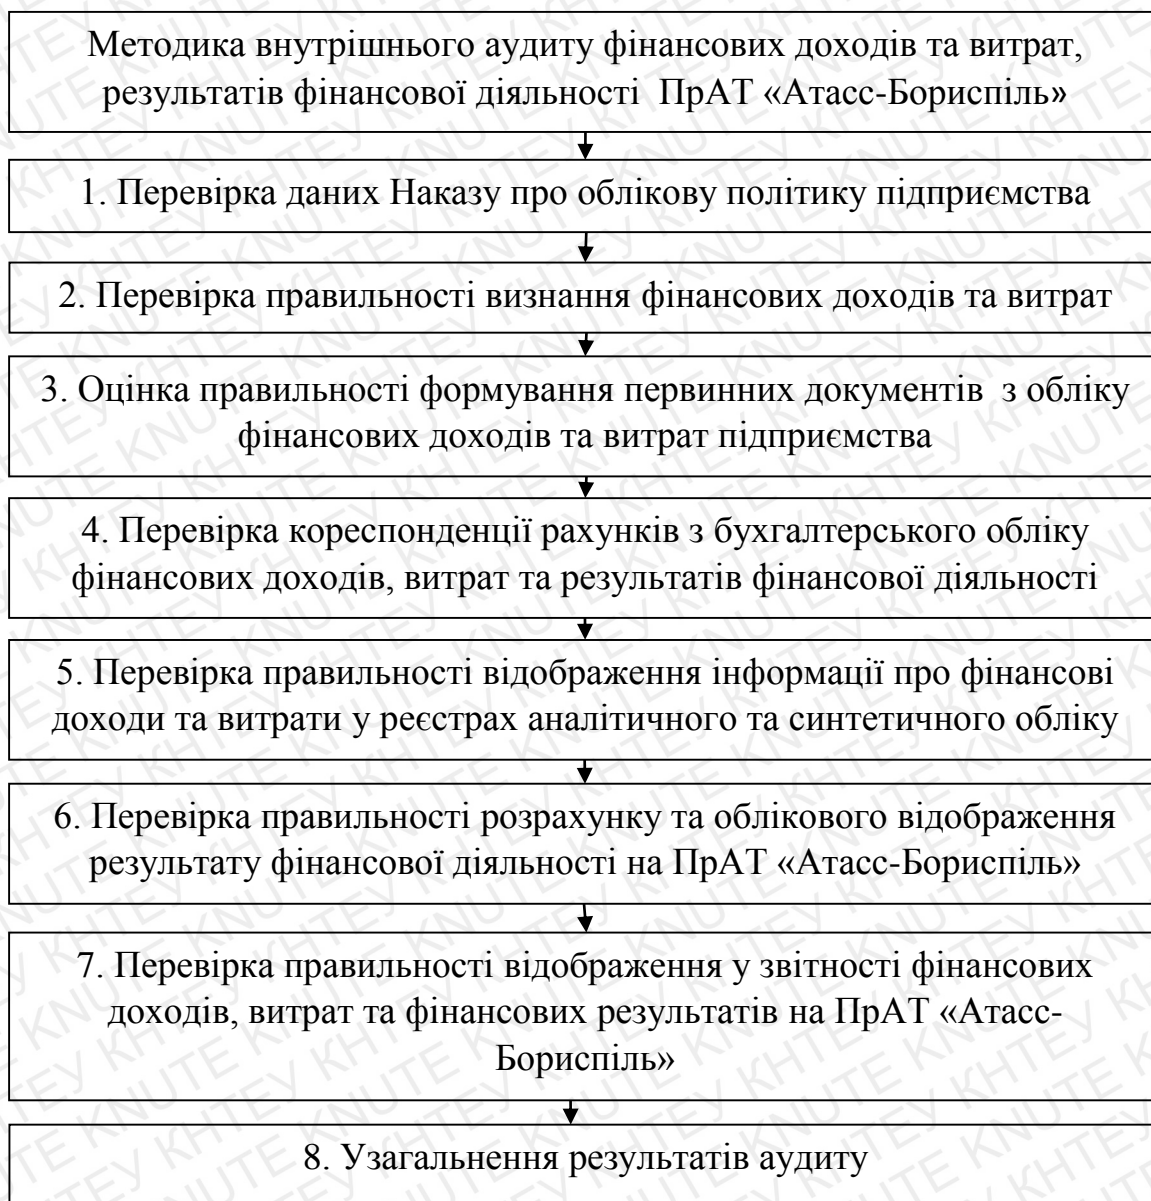 Методика внутрішнього аудиту фінансових доходів та витрат,
результатів фінансової діяльності ПрАТ «Атасс-Бориспіль»
1. Перевірка даних Наказу про облікову політику підприємства
2. Перевірка правильності визнання фінансових доходів та витрат
3. Оцінка правильності формування первинних документів з обліку
фінансових доходів та витрат підприємства
4. Перевірка кореспонденції рахунків з бухгалтерського обліку
фінансових доходів, витрат та результатів фінансової діяльності
5. Перевірка правильності відображення інформації про фінансові
доходи та витрати у реєстрах аналітичного та синтетичного обліку
6. Перевірка правильності розрахунку та облікового відображення
результату фінансової діяльності на ПрАТ «Атасс-Бориспіль»
7. Перевірка правильності відображення у звітності фінансових
доходів, витрат та фінансових результатів на ПрАТ «Атасс-
Бориспіль»
8. Узагальнення результатів аудиту